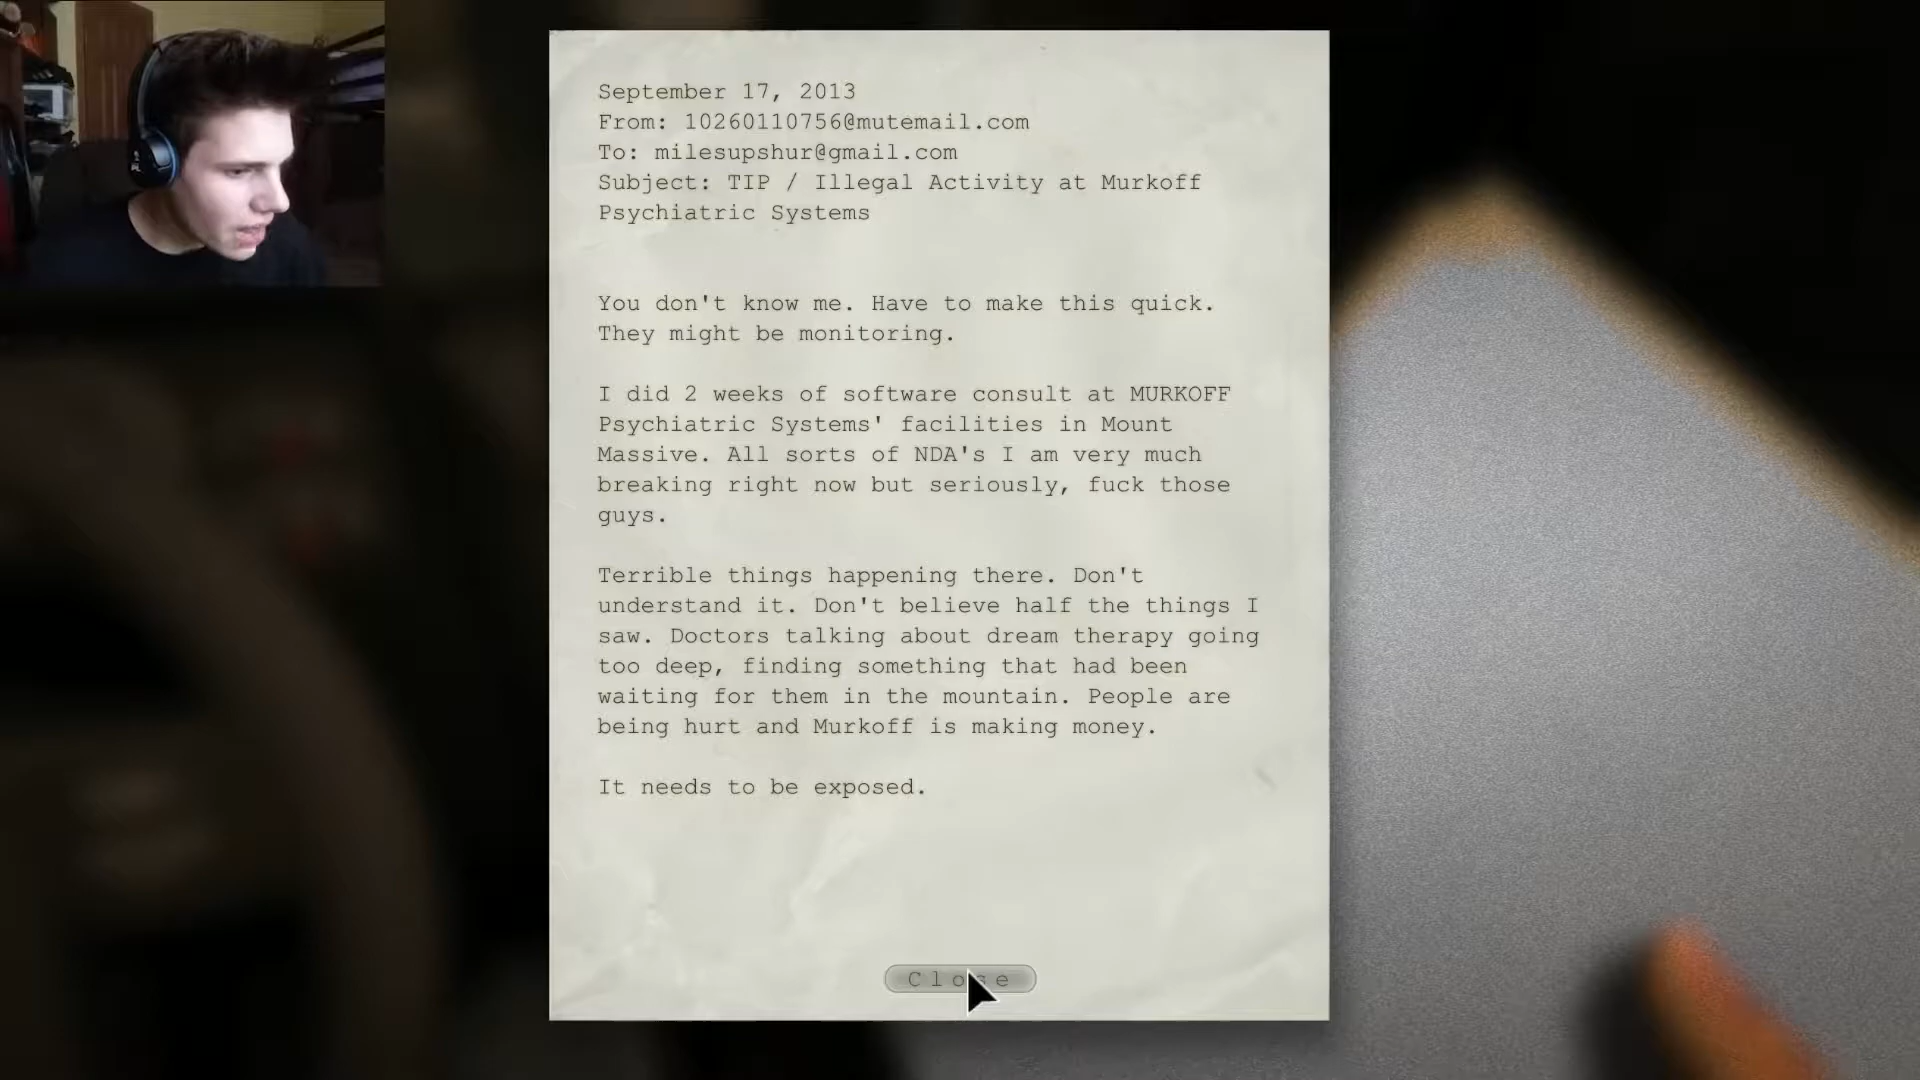 September 17, 2013
From: 10260110756@mutemail.com
To: milesupshur@gmail.com
Subject: TIP / Illegal Activity at Murkoff
Psychiatric Systems
You don't know me. Have to make this quick.
They might be monitoring.
I did 2 weeks of software consult at MURKOFF
Psychiatric Systems' facilities in Mount
Massive. All sorts of NDA's I am very much
breaking right now but seriously, fuck those
guys.
Terrible things happening there. Don't
understand it. Don't believe half the things I
saw. Doctors talking about dream therapy going
too deep, finding something that had been
waiting for them in the mountain. People are
being hurt and Murkoff is making money.
It needs to be exposed.
Close